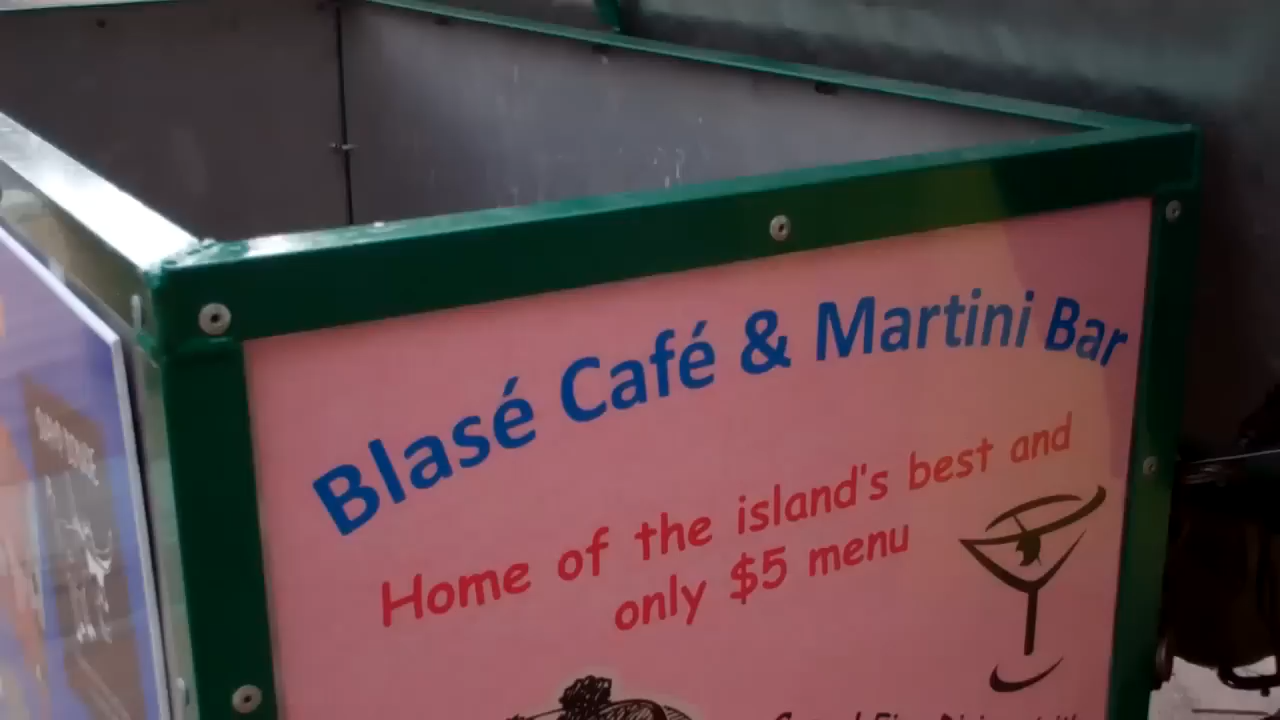 Blasé Café & Martini Bar
Home of the island's best and
only $5 menu